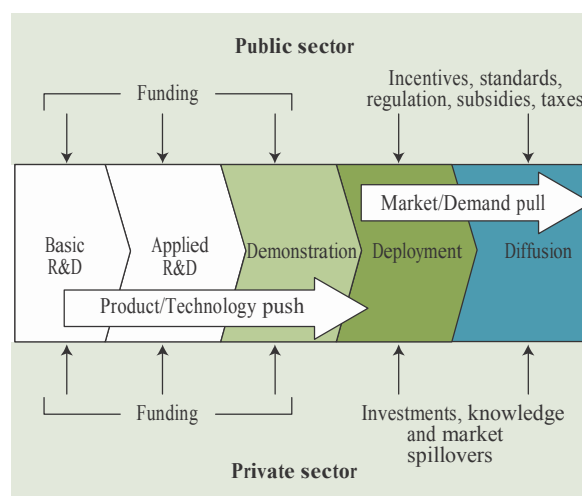 Public sector
Funding
Incentives, standards,
regulation, subsidies, taxes
Market/Demand pull
Basic
R&D
Applied
R&D
Demonstration
Deployment
Diffusion
Product/Technology push
Funding
Investments, knowledge
and market
spillovers
Private sector